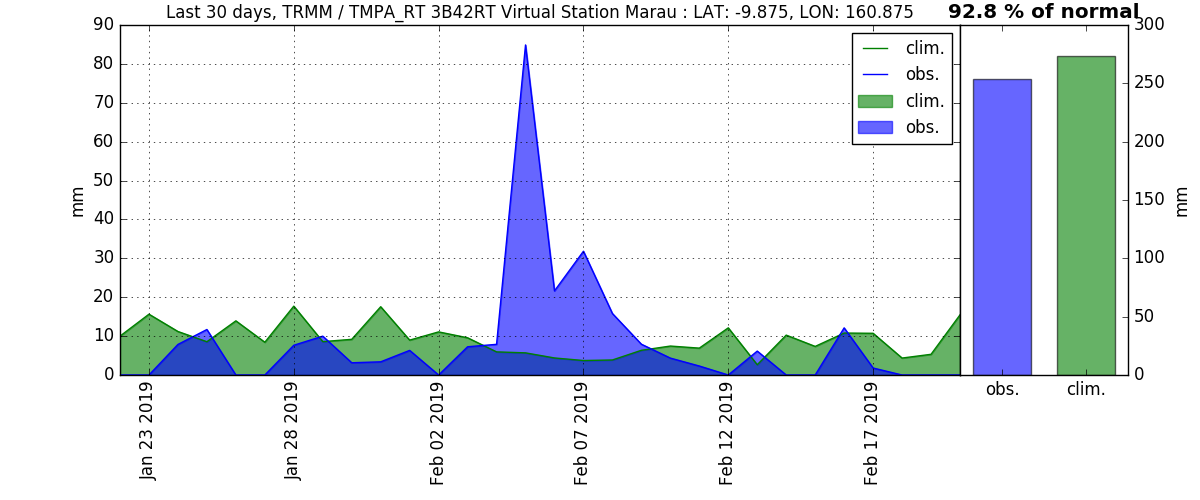 Last 30 days, TRMM / TMPA_RT 3B42RT Virtual Station Marau : LAT: -9.875, LON: 160.875
92.8 % of normal
90
80
70
60
50
40
30
20
10
0
mm
clim.
obs.
clim.
obs.
300
250
200
150
100
50
0
mm
obs.
clim.
Jan 23 2019
Jan 28 2019
Feb 02 2019
Feb 07 2019
Feb 12 2019
Feb 17 2019